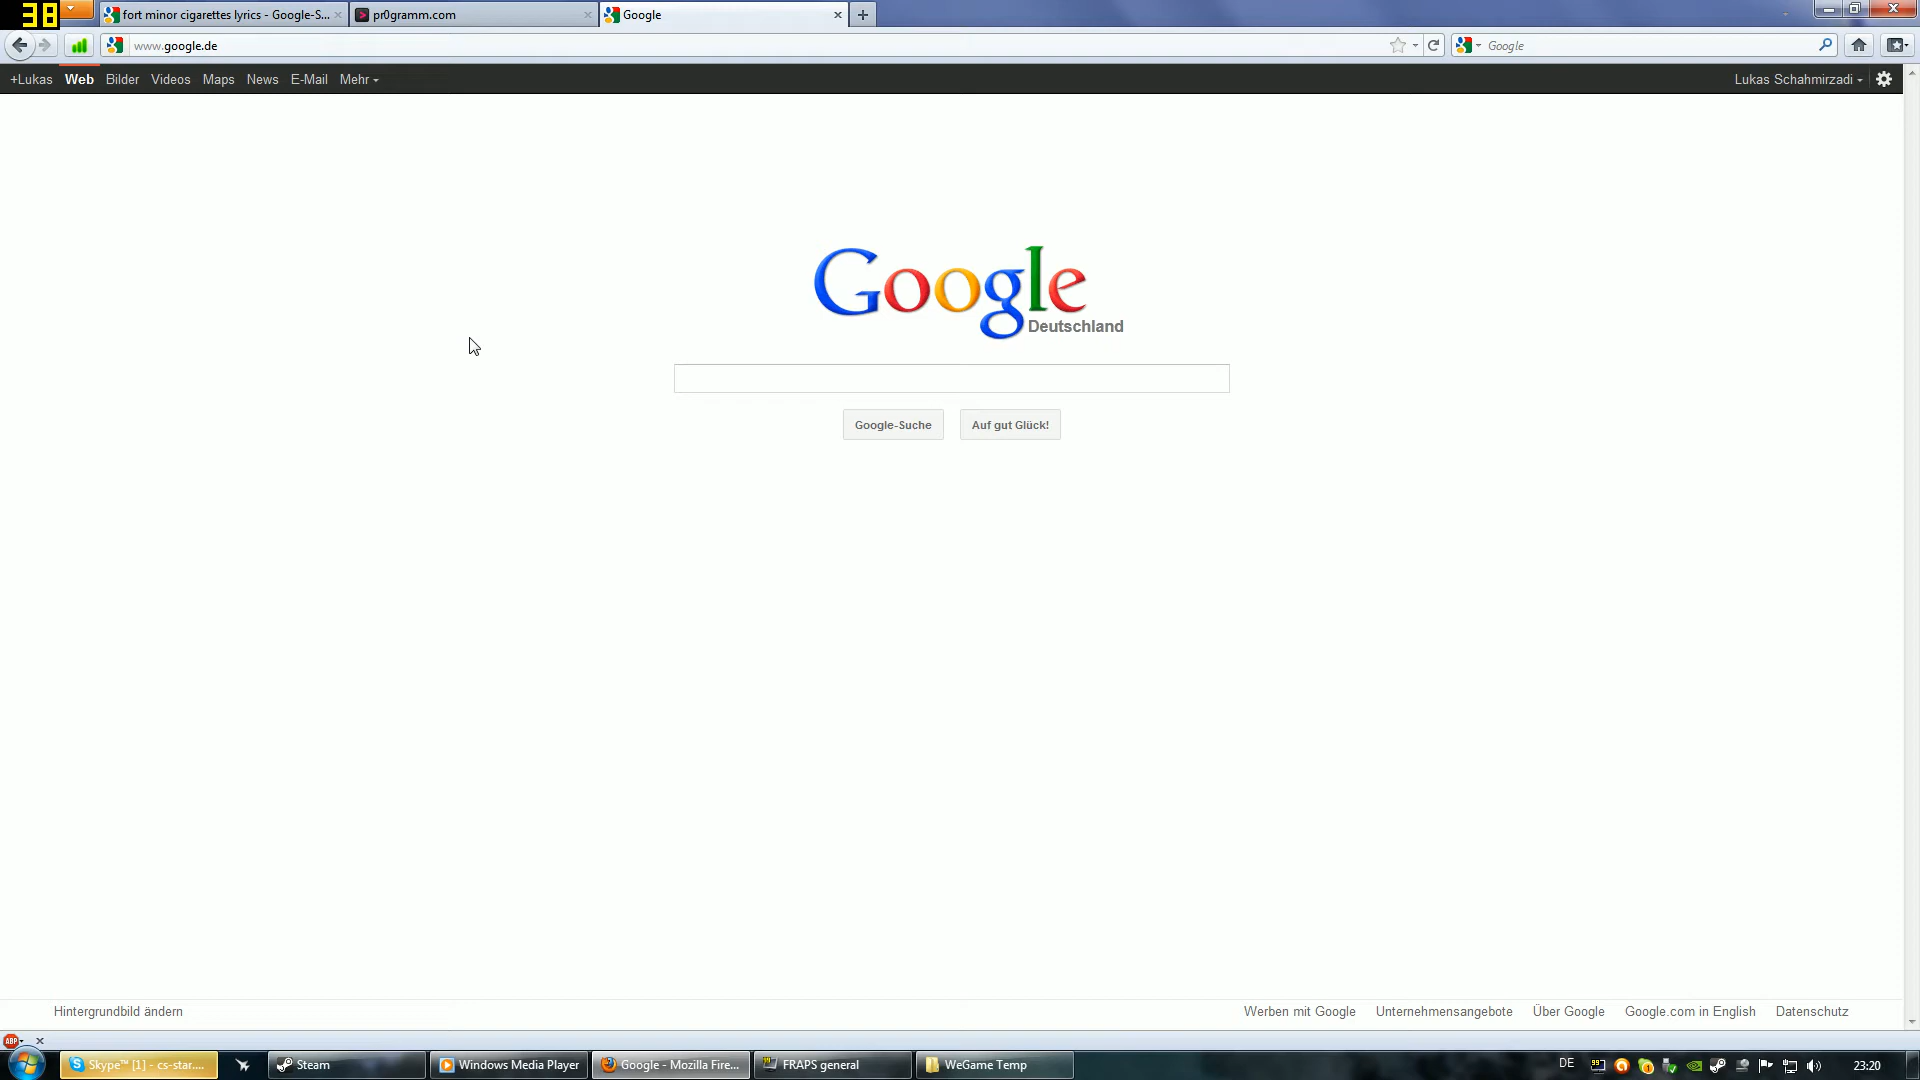 38
fort minor cigarettes lyrics - Google-S...
pr0gramm.com
Google
www.google.de
Google
+Lukas Web Bilder Videos Maps News E-Mail Mehr
Lukas Schahmirzadi
Google
Deutschland
Google-Suche
Auf gut Glück!
Hintergrundbild ändern
Werben mit Google Unternehmensangebote Über Google Google.com in English Datenschutz
ABP
Skype™ [1] - cs-star....
Steam
Windows Media Player
Google - Mozilla Fire...
FRAPS general
WeGame Temp
DE
99
23:20